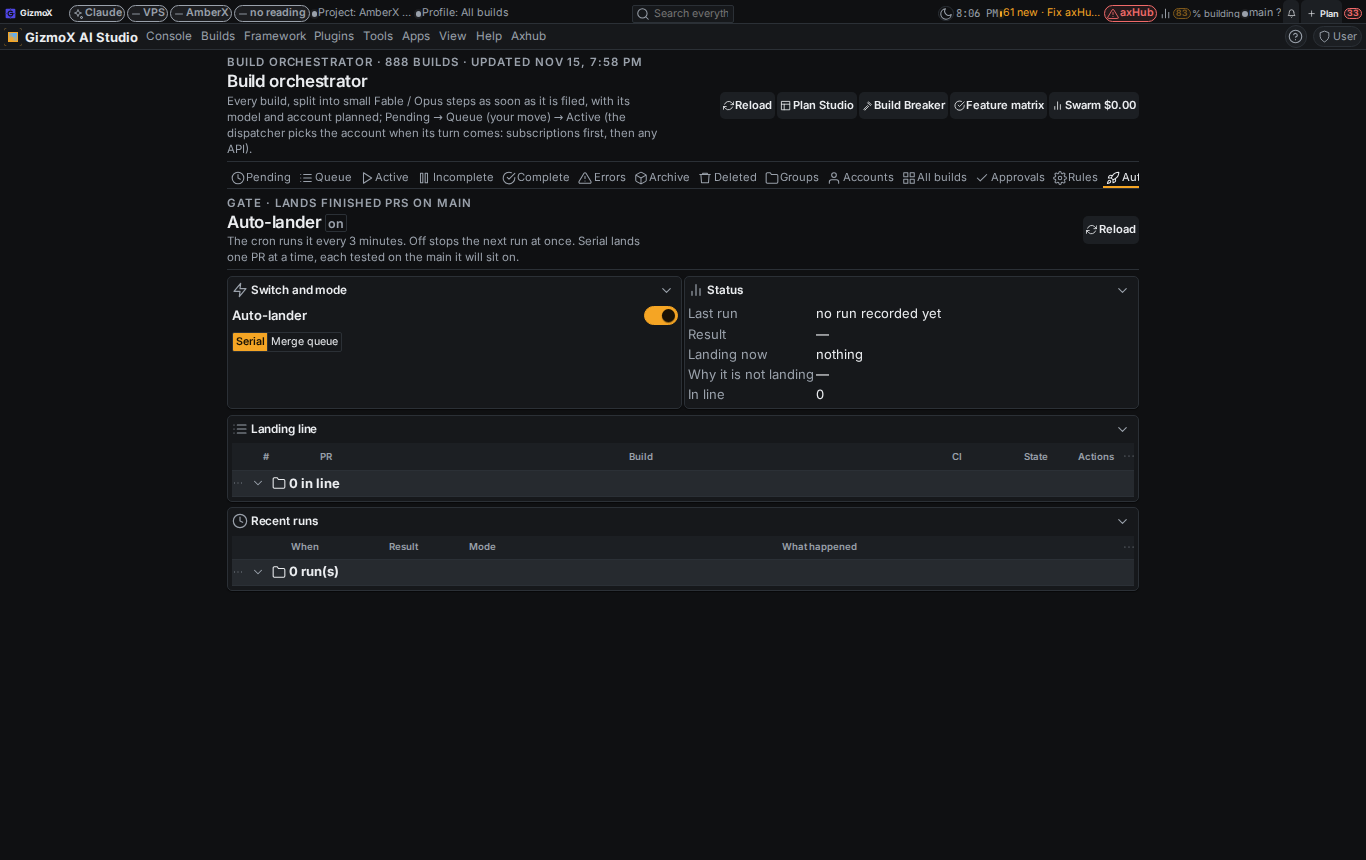 GizmoX Claude VPS AmberX no reading Project: AmberX ... Profile: All builds Search everyth 8:06 PM 61 new · Fix axHu... axHub 83 % building main ? Plan 33
GizmoX AI Studio Console Builds Framework Plugins Tools Apps View Help Axhub User
BUILD ORCHESTRATOR · 888 BUILDS · UPDATED NOV 15, 7:58 PM
Build orchestrator
Every build, split into small Fable / Opus steps as soon as it is filed, with its
model and account planned; Pending → Queue (your move) → Active (the
dispatcher picks the account when its turn comes: subscriptions first, then any
API).
Reload Plan Studio Build Breaker Feature matrix Swarm $0.00
Pending Queue Active Incomplete Complete Errors Archive Deleted Groups Accounts All builds Approvals Rules Aut
GATE · LANDS FINISHED PRS ON MAIN
Auto-lander on
The cron runs it every 3 minutes. Off stops the next run at once. Serial lands
one PR at a time, each tested on the main it will sit on.
Reload
Switch and mode
Auto-lander
Serial Merge queue
Status
Last run no run recorded yet
Result —
Landing now nothing
Why it is not landing —
In line 0
Landing line
# PR Build CI State Actions ...
... 0 in line
Recent runs
When Result Mode What happened ...
... 0 run(s)